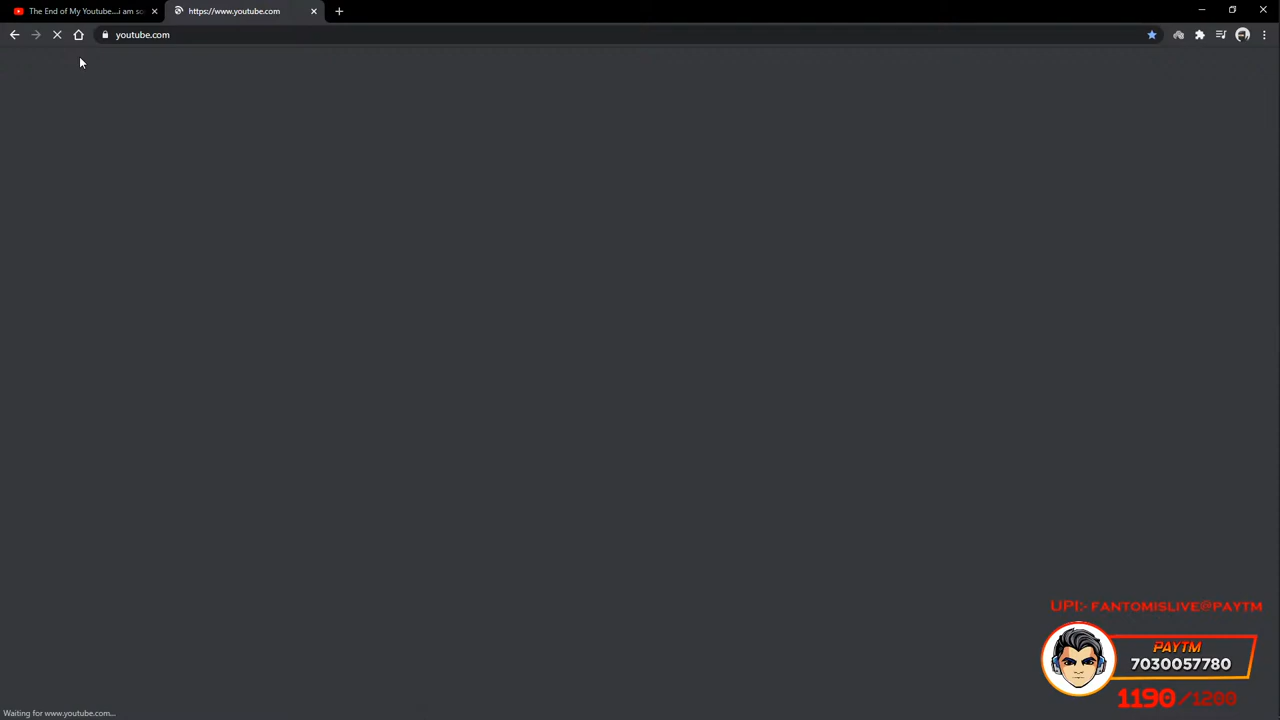 The End of My Youtube...i am so
https://www.youtube.com
youtube.com
UPI:- FANTOMISLIVE@PAYTM
PAYTM
7030057780
1190/1200
Waiting for www.youtube.com...